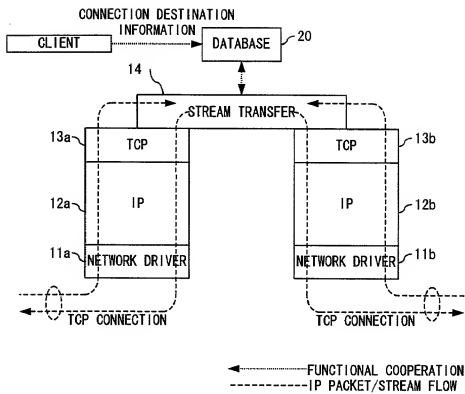 CONNECTION DESTINATION
INFORMATION
CLIENT
DATABASE
20
14
STREAM TRANSFER
13a
TCP
TCP
13b
12a
IP
IP
12b
11a
NETWORK DRIVER
NETWORK DRIVER
11b
TCP CONNECTION
TCP CONNECTION
FUNCTIONAL COOPERATION
IP PACKET/STREAM FLOW